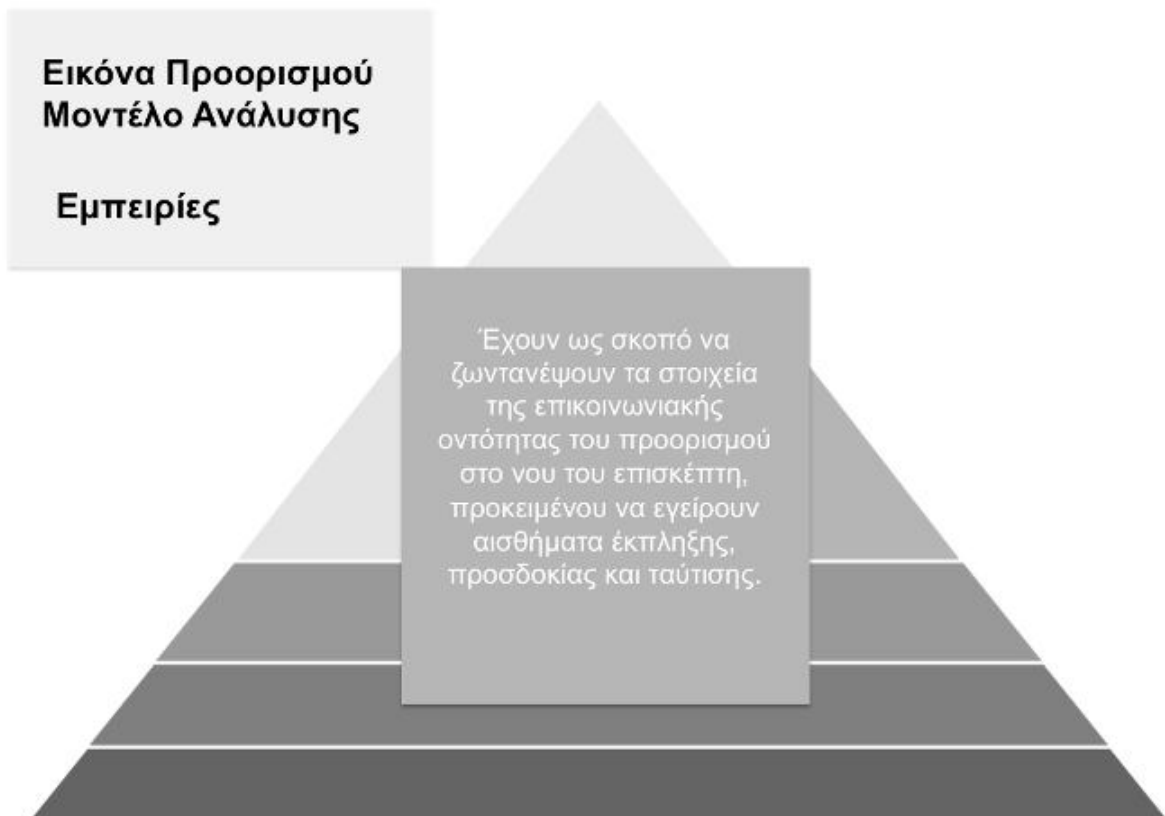 Εικόνα Προορισμού
Μοντέλο Ανάλυσης
Εμπειρίες
Έχουν ως σκοπό να
ζωντανέψουν τα στοιχεία
της επικοινωνιακής
οντότητας του προορισμού
στο νου του επισκέπτη,
προκειμένου να εγείρουν
αισθήματα έκπληξης,
προσδοκίας και ταύτισης.